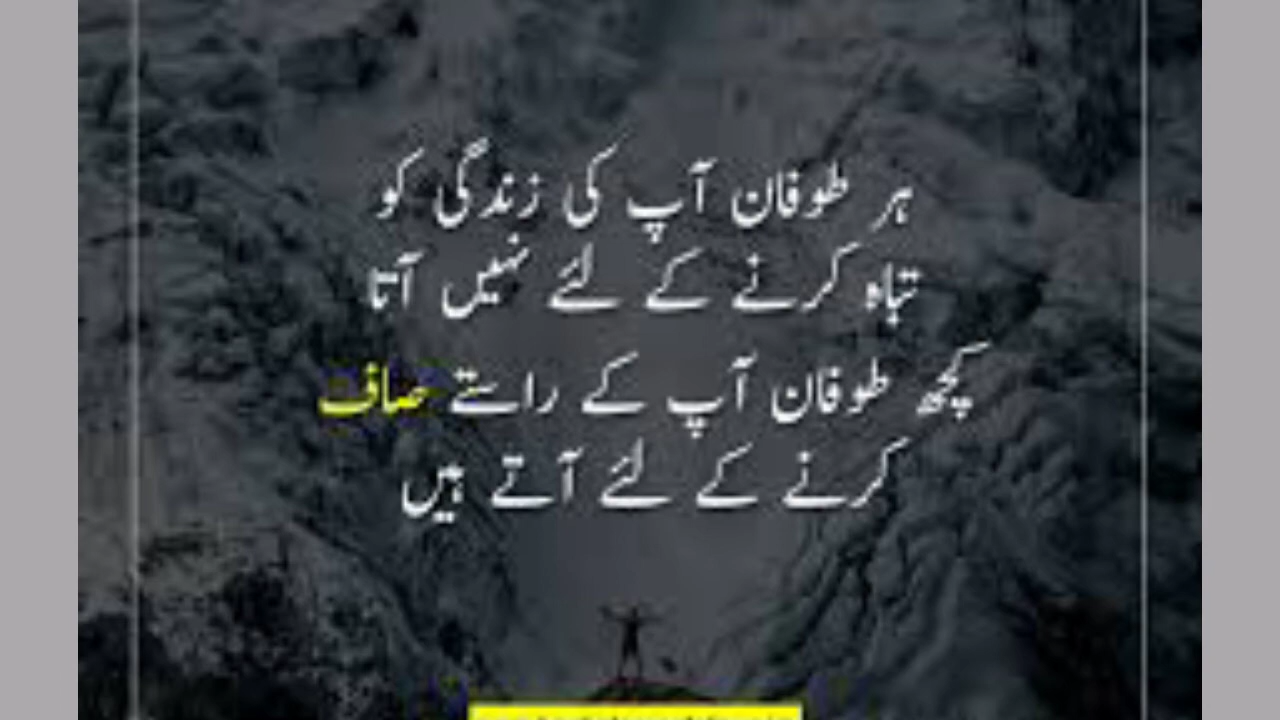 ہر طوفان آپ کی زندگی کو
تباہ کرنے کے لئے نہیں آتا
کچھ طوفان آپ کے راستے صاف
کرنے کے لئے آتے ہیں